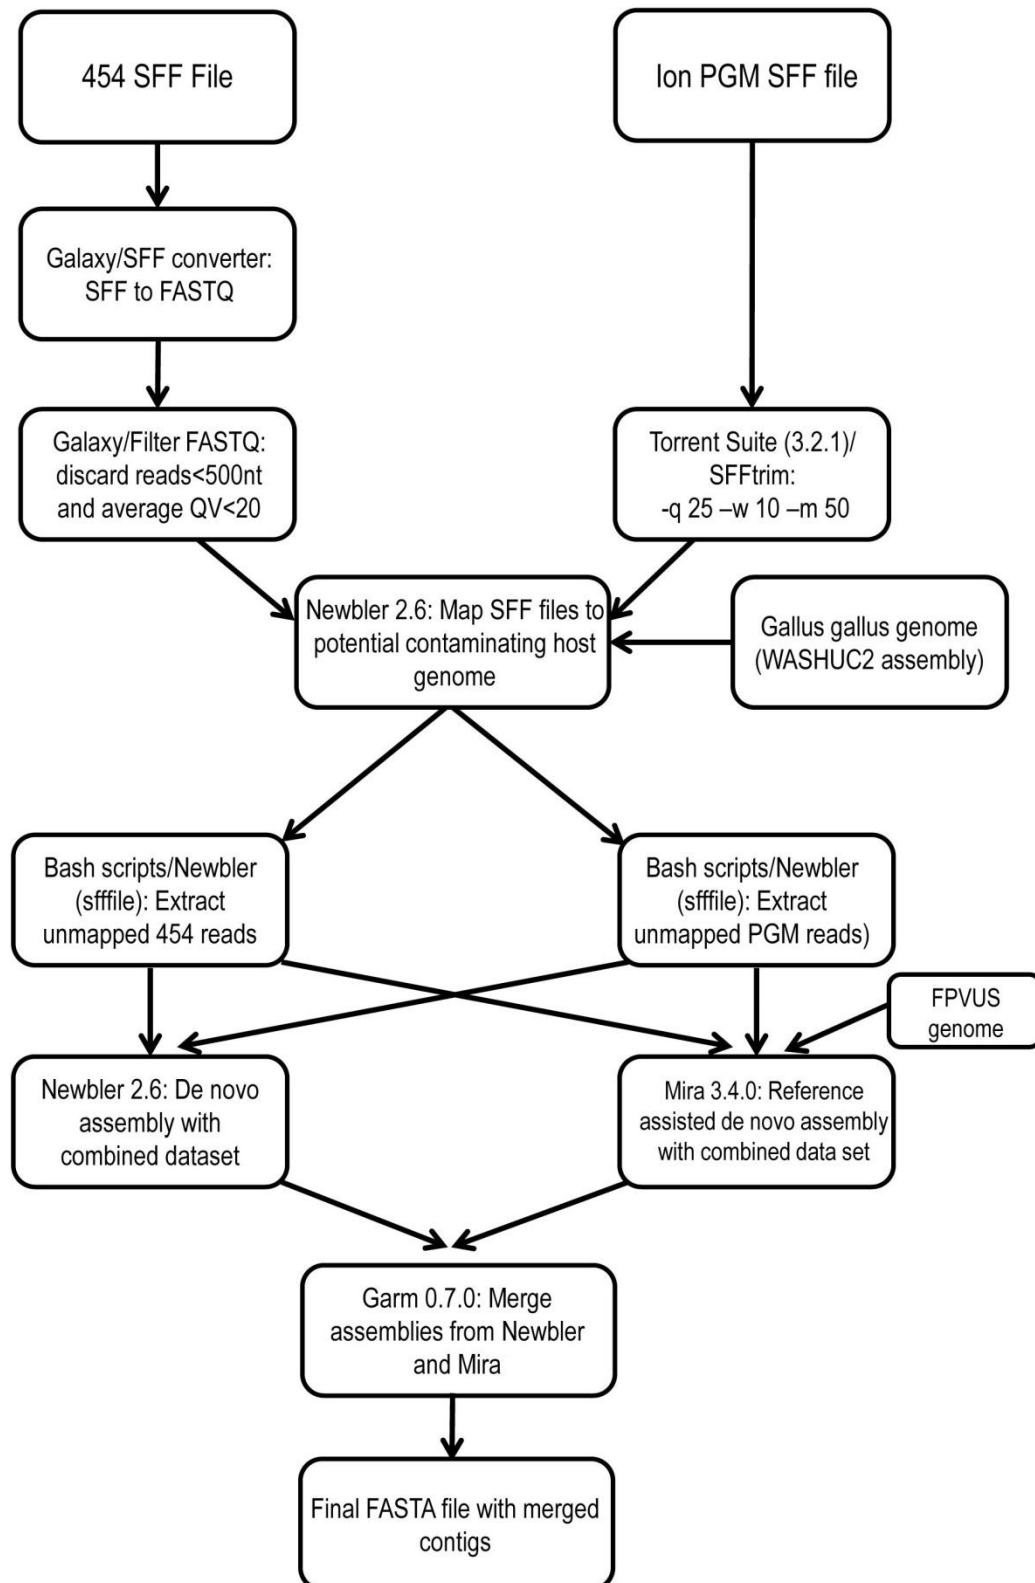 454 SFF File
Ion PGM SFF file
Galaxy/SFF converter:
SFF to FASTQ
Galaxy/Filter FASTQ:
discard reads<500nt
and average QV<20
Torrent Suite (3.2.1)/
SFFtrim:
-q 25 –w 10 –m 50
Newbler 2.6: Map SFF files to
potential contaminating host
genome
Gallus gallus genome
(WASHUC2 assembly)
Bash scripts/Newbler
(sfffile): Extract
unmapped 454 reads
Bash scripts/Newbler
(sfffile): Extract
unmapped PGM reads)
FPVUS
genome
Newbler 2.6: De novo
assembly with
combined dataset
Mira 3.4.0: Reference
assisted de novo assembly
with combined data set
Garm 0.7.0: Merge
assemblies from Newbler
and Mira
Final FASTA file with merged
contigs